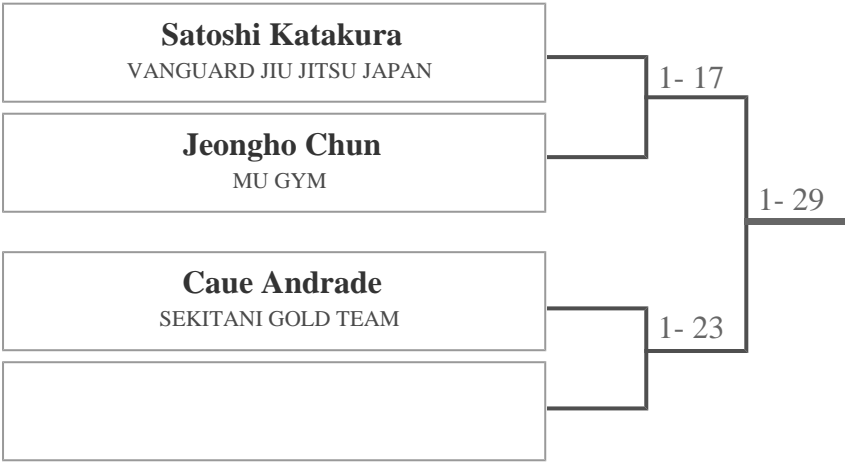 Satoshi Katakura
VANGUARD JIU JITSU JAPAN
1- 17
Jeongho Chun
MU GYM
1- 29
Caue Andrade
SEKITANI GOLD TEAM
1- 23